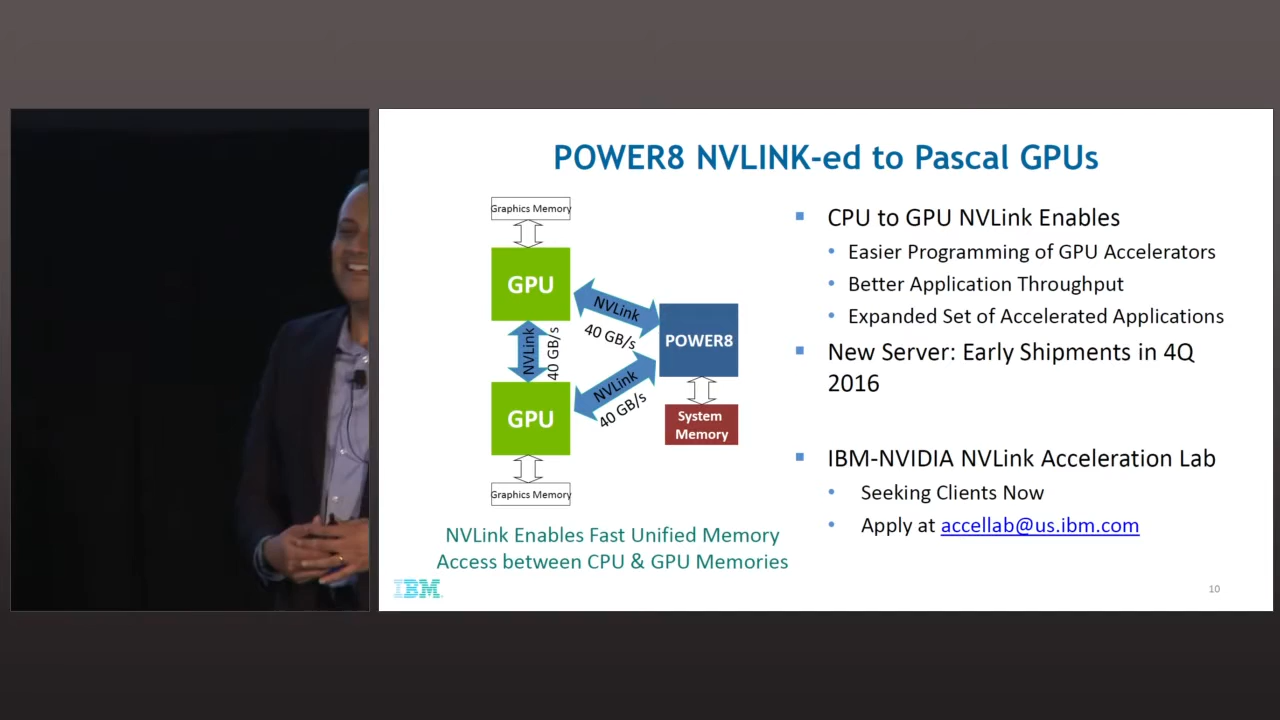 POWER8 NVLINK-ed to Pascal GPUs
Graphics Memory
GPU
NVLink
40 GB/s
NVLink
40 GB/s
POWER8
NVLink
40 GB/s
GPU
System
Memory
Graphics Memory
NVLink Enables Fast Unified Memory
Access between CPU & GPU Memories
CPU to GPU NVLink Enables
Easier Programming of GPU Accelerators
Better Application Throughput
Expanded Set of Accelerated Applications
New Server: Early Shipments in 4Q
2016
IBM-NVIDIA NVLink Acceleration Lab
Seeking Clients Now
Apply at accellab@us.ibm.com
IBM
10